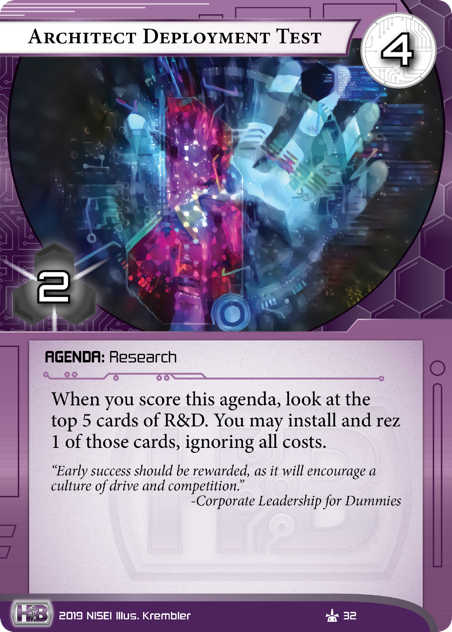 Architect Deployment Test
4
2
AGENDA: Research
When you score this agenda, look at the
top 5 cards of R&D. You may install and rez
1 of those cards, ignoring all costs.
“Early success should be rewarded, as it will encourage a
culture of drive and competition.”
-Corporate Leadership for Dummies
H B 2019 NISEI Illus. Krembler 32